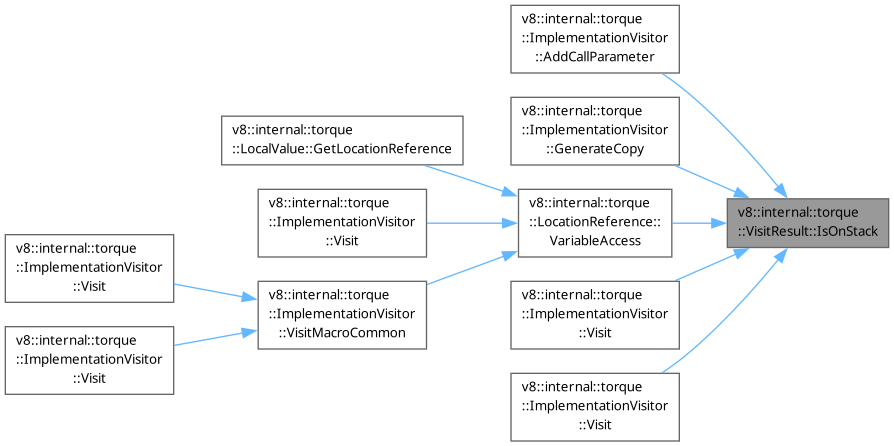 v8::internal::torque
::ImplementationVisitor
::AddCallParameter
v8::internal::torque
::ImplementationVisitor
::GenerateCopy
v8::internal::torque
::LocalValue::GetLocationReference
v8::internal::torque
::ImplementationVisitor
::Visit
v8::internal::torque
::LocationReference::
VariableAccess
v8::internal::torque
::VisitResult::IsOnStack
v8::internal::torque
::ImplementationVisitor
::Visit
v8::internal::torque
::ImplementationVisitor
::VisitMacroCommon
v8::internal::torque
::ImplementationVisitor
::Visit
v8::internal::torque
::ImplementationVisitor
::Visit
v8::internal::torque
::ImplementationVisitor
::Visit